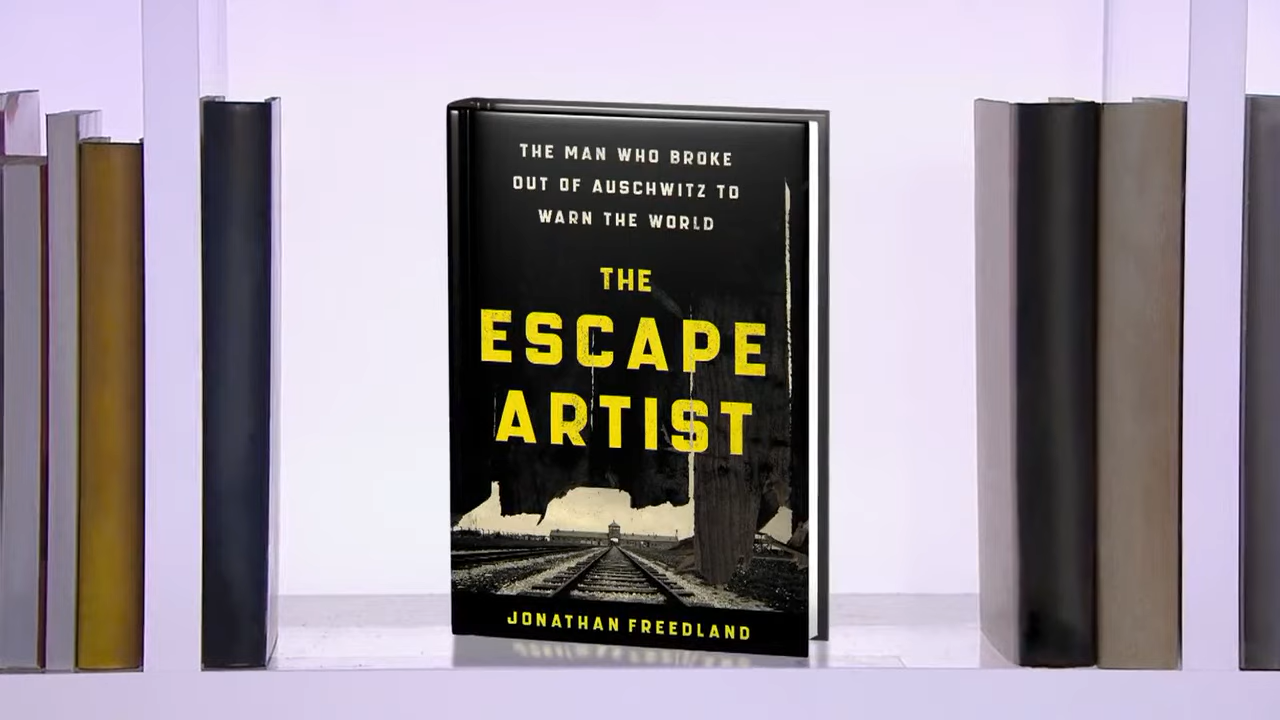 THE MAN WHO BROKE
OUT OF AUSCHWITZ TO
WARN THE WORLD
THE
ESCAPE
ARTIST
JONATHAN FREEDLAND